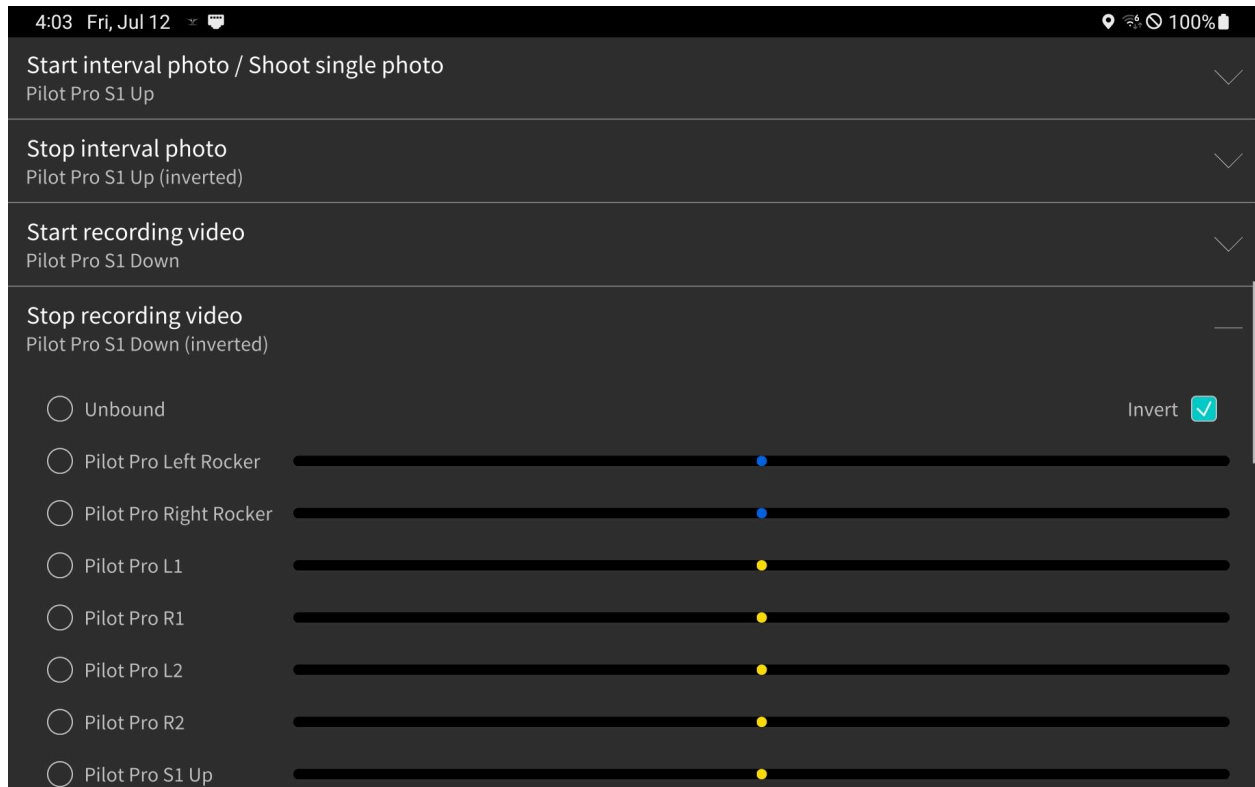 4:03 Fri, Jul 12 100%
Start interval photo / Shoot single photo
Pilot Pro S1 Up
Stop interval photo
Pilot Pro S1 Up (inverted)
Start recording video
Pilot Pro S1 Down
Stop recording video
Pilot Pro S1 Down (inverted)
Unbound Invert
Pilot Pro Left Rocker
Pilot Pro Right Rocker
Pilot Pro L1
Pilot Pro R1
Pilot Pro L2
Pilot Pro R2
Pilot Pro S1 Up